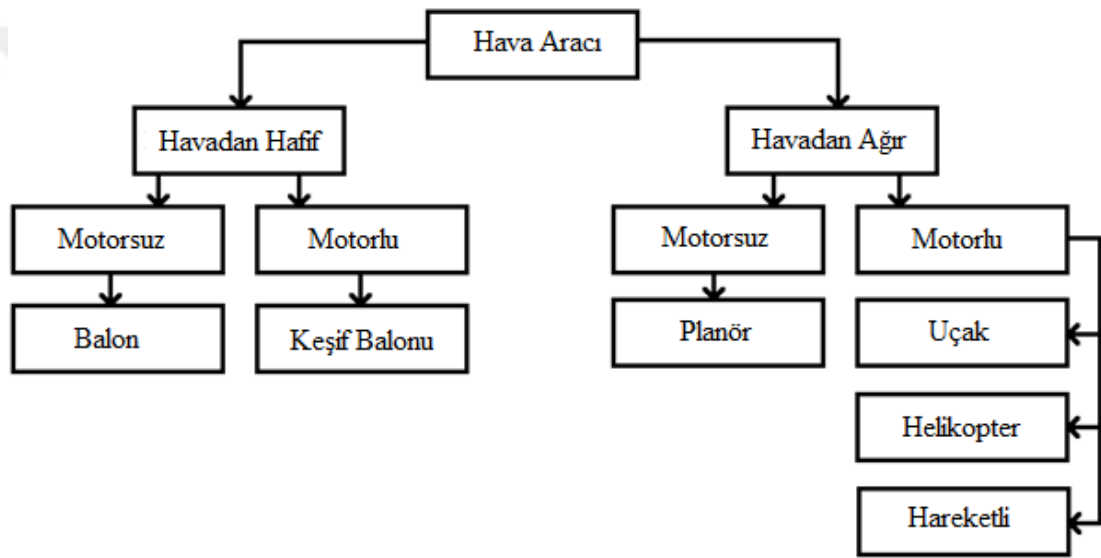 Hava Aracı
Havadan Hafif
Havadan Ağır
Motorsuz
Motorlu
Motorsuz
Motorlu
Balon
Keşif Balonu
Planör
Uçak
Helikopter
Hareketli